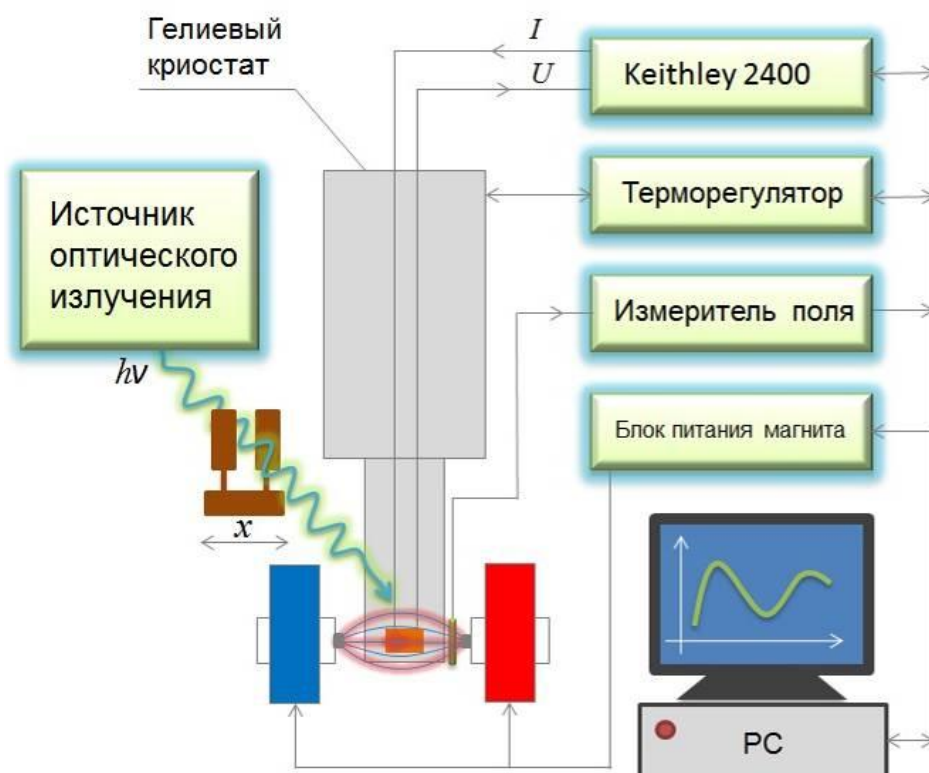 Гелиевый
криостат
I
U
Keithley 2400
Источник
оптического
излучения
Терморегулятор
Измеритель поля
hν
Блок питания магнита
x
PC